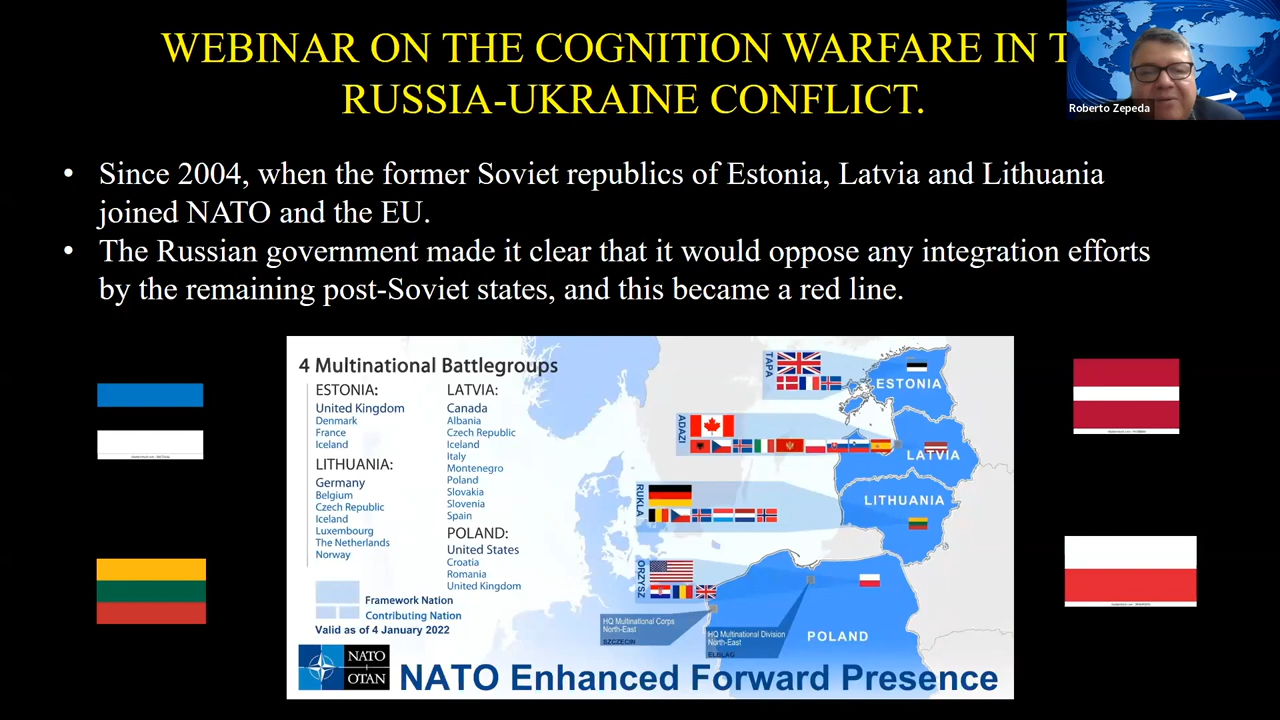 WEBINAR ON THE COGNITION WARFARE IN T
RUSSIA-UKRAINE CONFLICT.
Roberto Zepeda
• Since 2004, when the former Soviet republics of Estonia, Latvia and Lithuania
joined NATO and the EU.
• The Russian government made it clear that it would oppose any integration efforts
by the remaining post-Soviet states, and this became a red line.
4 Multinational Battlegroups
ESTONIA:
United Kingdom
Denmark
France
Iceland
LITHUANIA:
Germany
Belgium
Czech Republic
Iceland
Luxembourg
The Netherlands
Norway
LATVIA:
Canada
Albania
Czech Republic
Iceland
Italy
Montenegro
Poland
Slovakia
Slovenia
Spain
POLAND:
United States
Croatia
Romania
United Kingdom
Framework Nation
Contributing Nation
Valid as of 4 January 2022
TAPA
ESTONIA
ADAZI
LATVIA
RUKLA
LITHUANIA
ORZYSZ
HQ Multinational Corps
North-East
SZCZECIN
HQ Multinational Division
North-East
ELBLAG
POLAND
NATO
OTAN
NATO Enhanced Forward Presence